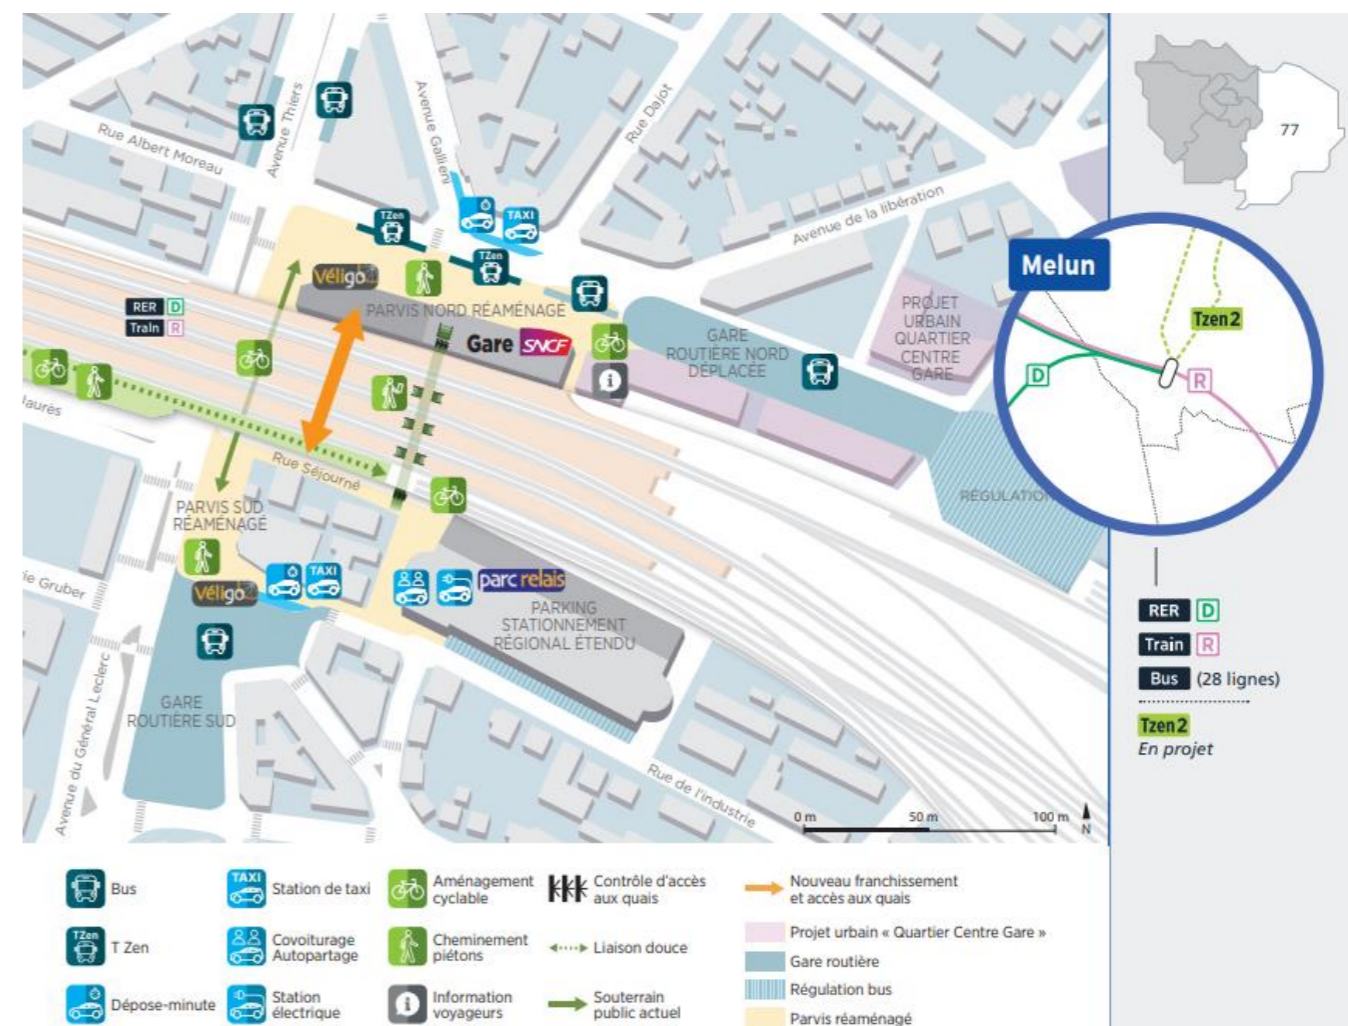 Avenue Thiers
Avenue Gallieni
Rue Dajot
Rue Albert Moreau
Avenue de la libération
77
TZen
TAXI
TZen
Melun
Tzen2
D
R
Véligo
PARVIS NORD RÉAMÉNAGÉ
Gare SNCF
RER D
Train R
GARE
ROUTIÈRE NORD
DÉPLACÉE
PROJET
URBAIN
QUARTIER
CENTRE
GARE
Jaurès
Rue Séjourné
PARVIS SUD
RÉAMÉNAGÉ
RÉGULATION
Gruber
Véligo
TAXI
parc relais
PARKING
STATIONNEMENT
RÉGIONAL ÉTENDU
GARE
ROUTIÈRE SUD
Avenue du Général Leclerc
Rue de l'industrie
0 m 50 m 100 m
N
RER D
Train R
Bus (28 lignes)
Tzen2
En projet
Bus
TZen
T Zen
Dépose-minute
TAXI
Station de taxi
Covoiturage
Autopartage
Station
électrique
Aménagement
cyclable
Cheminement
piétons
Information
voyageurs
Contrôle d'accès
aux quais
Liaison douce
Souterrain
public actuel
Nouveau franchissement
et accès aux quais
Projet urbain « Quartier Centre Gare »
Gare routière
Régulation bus
Parvis réaménagé